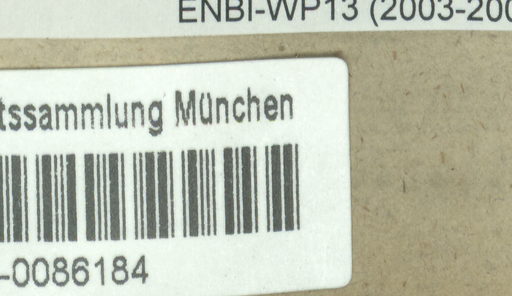 ENBI-WP13 (2003-200
tssammlung München
-0086184